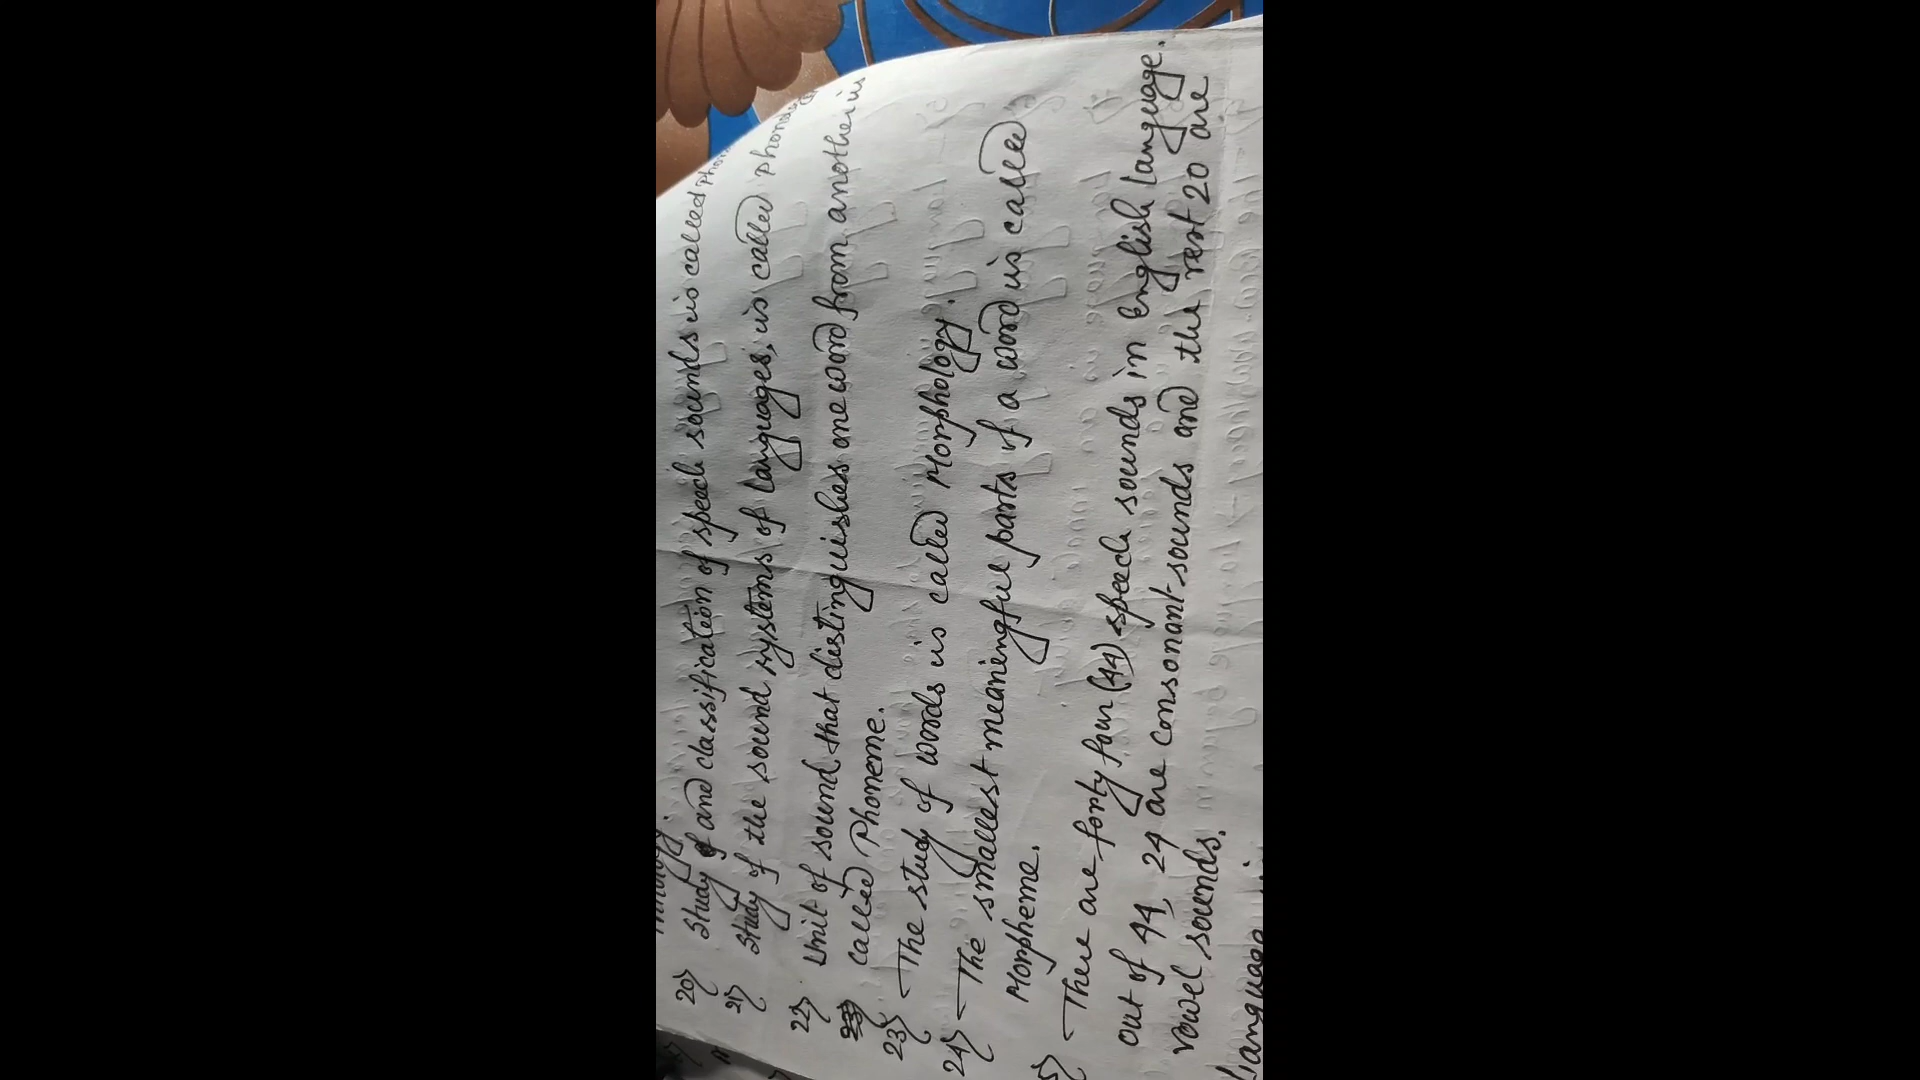 20) Study of and classification of speech sounds is called
21) Study of the sound systems of languages, is called
22) Unit of sound that distinguishes one word from another is
called Phoneme.
23) The study of words is called Morphology.
24) The smallest meaningful parts of a word is called
Morpheme.
There are forty four (44) speech sounds in English language.
out of 44, 24 are consonant sounds and the rest 20 are
vowel sounds.
Language